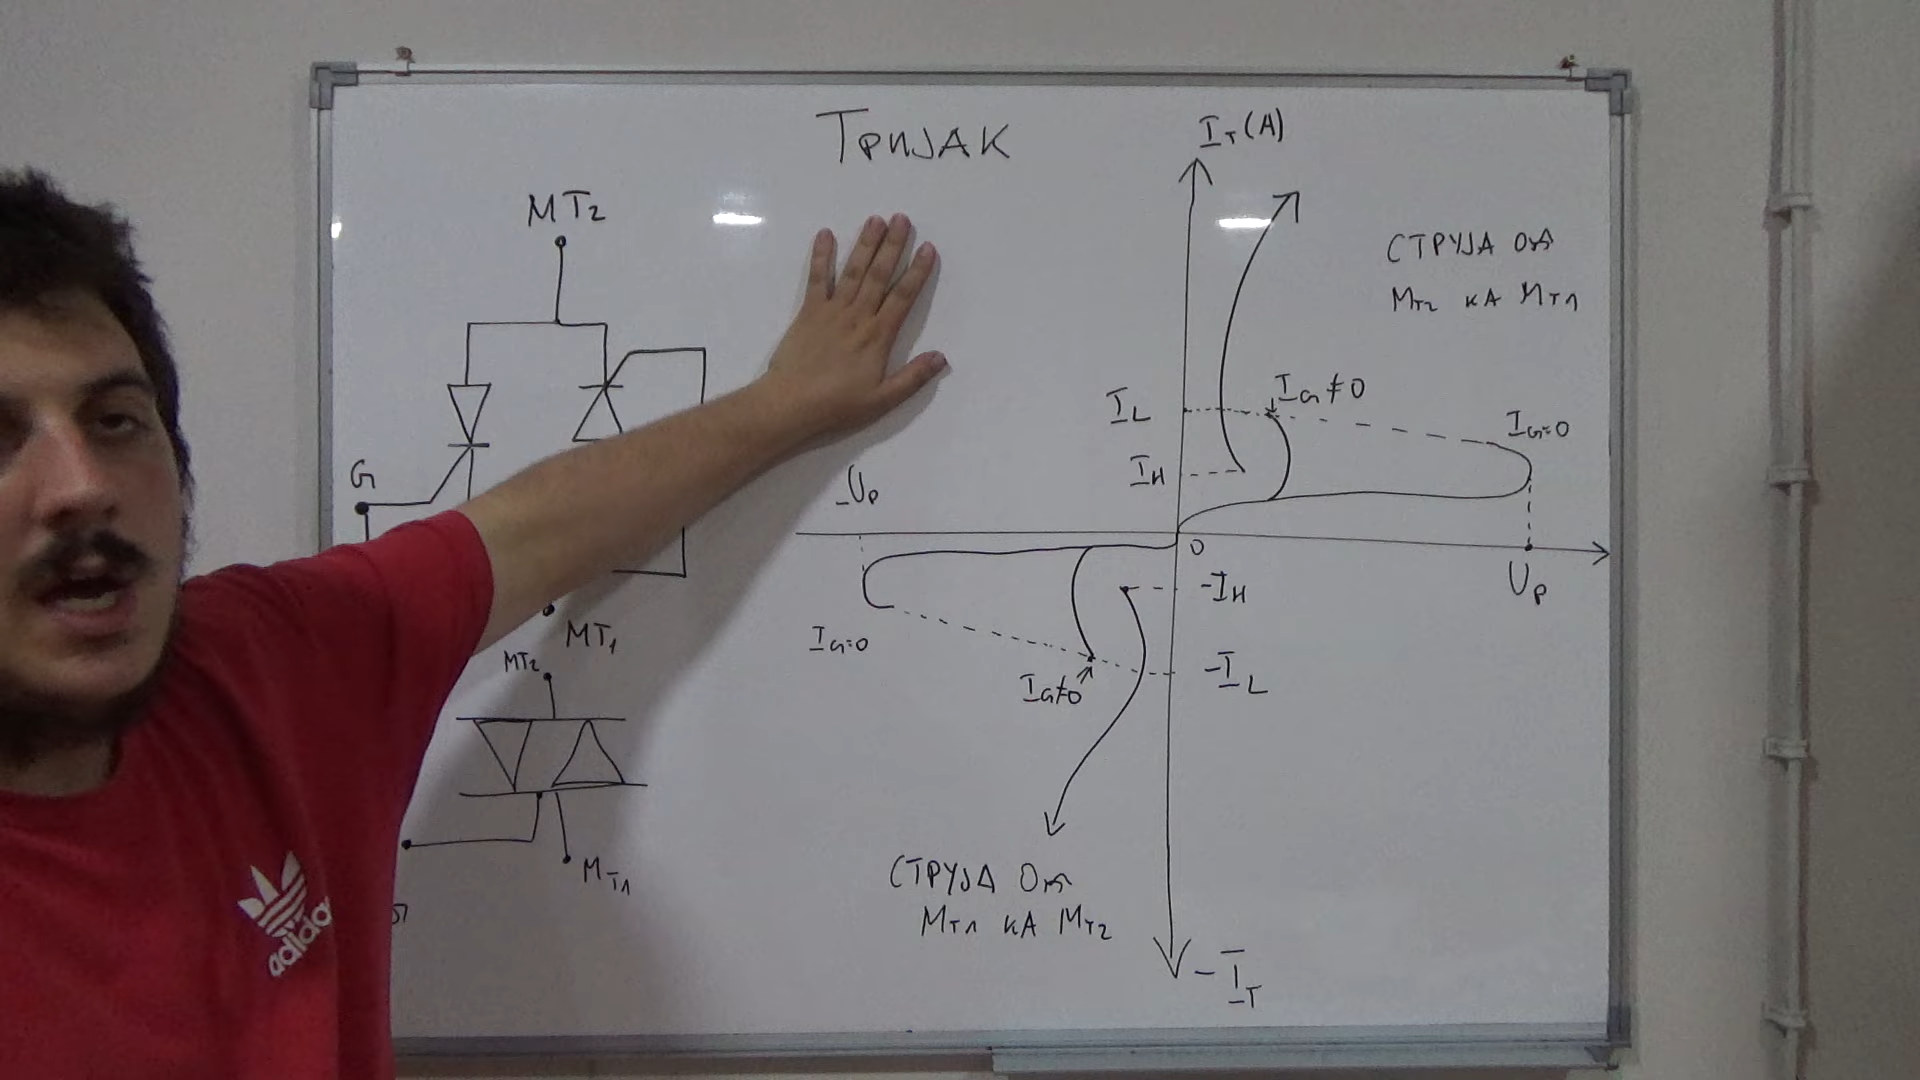 Тријак
MT2
G
MT1
MT2
MT1
IT(A)
СТРУЈА ОД
MT2 КА MT1
IL
IG≠0
IG=0
IH
-UP
0
UP
-IH
IG=0
IG≠0
-IL
СТРУЈА ОД
MT1 КА MT2
-IT
adidas